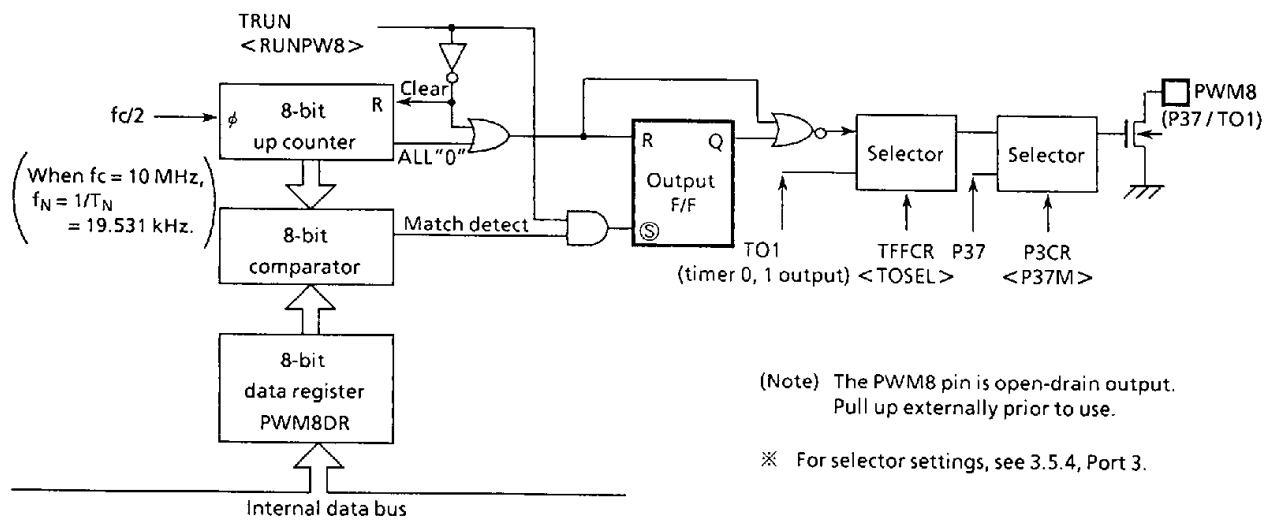 TRUN
<RUNPW8>
Clear
R
fc/2
ϕ
8-bit
up counter
ALL"0"
(When fc = 10 MHz,
fN = 1/TN
= 19.531 kHz.)
8-bit
comparator
Match detect
8-bit
data register
PWM8DR
Internal data bus
R
Q
Output
F/F
Ⓢ
TO1
(timer 0, 1 output)
Selector
TFFCR
<TOSEL>
P37
Selector
P3CR
<P37M>
PWM8
(P37 / TO1)
(Note) The PWM8 pin is open-drain output.
Pull up externally prior to use.
※ For selector settings, see 3.5.4, Port 3.